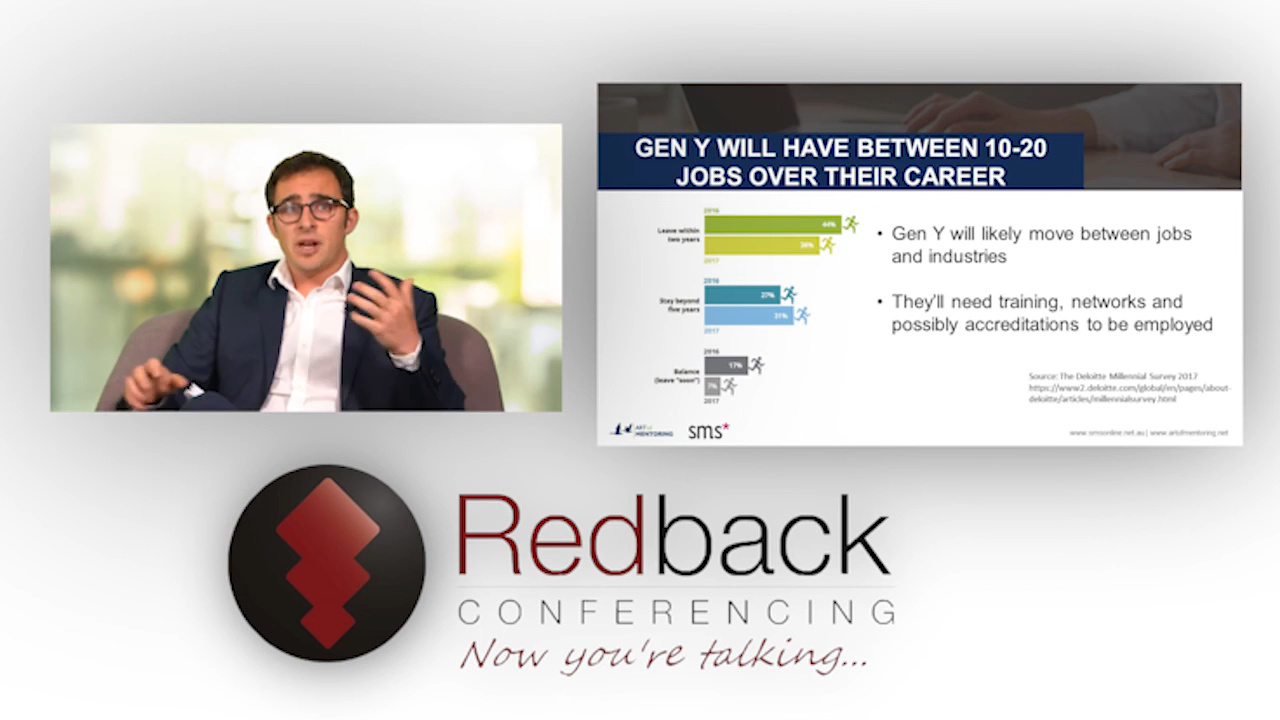 GEN Y WILL HAVE BETWEEN 10-20
JOBS OVER THEIR CAREER
2016
Leave within
two years
44%
38%
2017
2016
Stay beyond
five years
27%
31%
2017
2016
Balance
(leave "soon")
17%
7%
2017
• Gen Y will likely move between jobs
and industries
• They'll need training, networks and
possibly accreditations to be employed
Source: The Deloitte Millennial Survey 2017
https://www2.deloitte.com/global/en/pages/about-
deloitte/articles/millennialsurvey.html
ART of
MENTORING
sms*
www.smsonline.net.au | www.artofmentoring.net
Redback
CONFERENCING
Now you're talking...